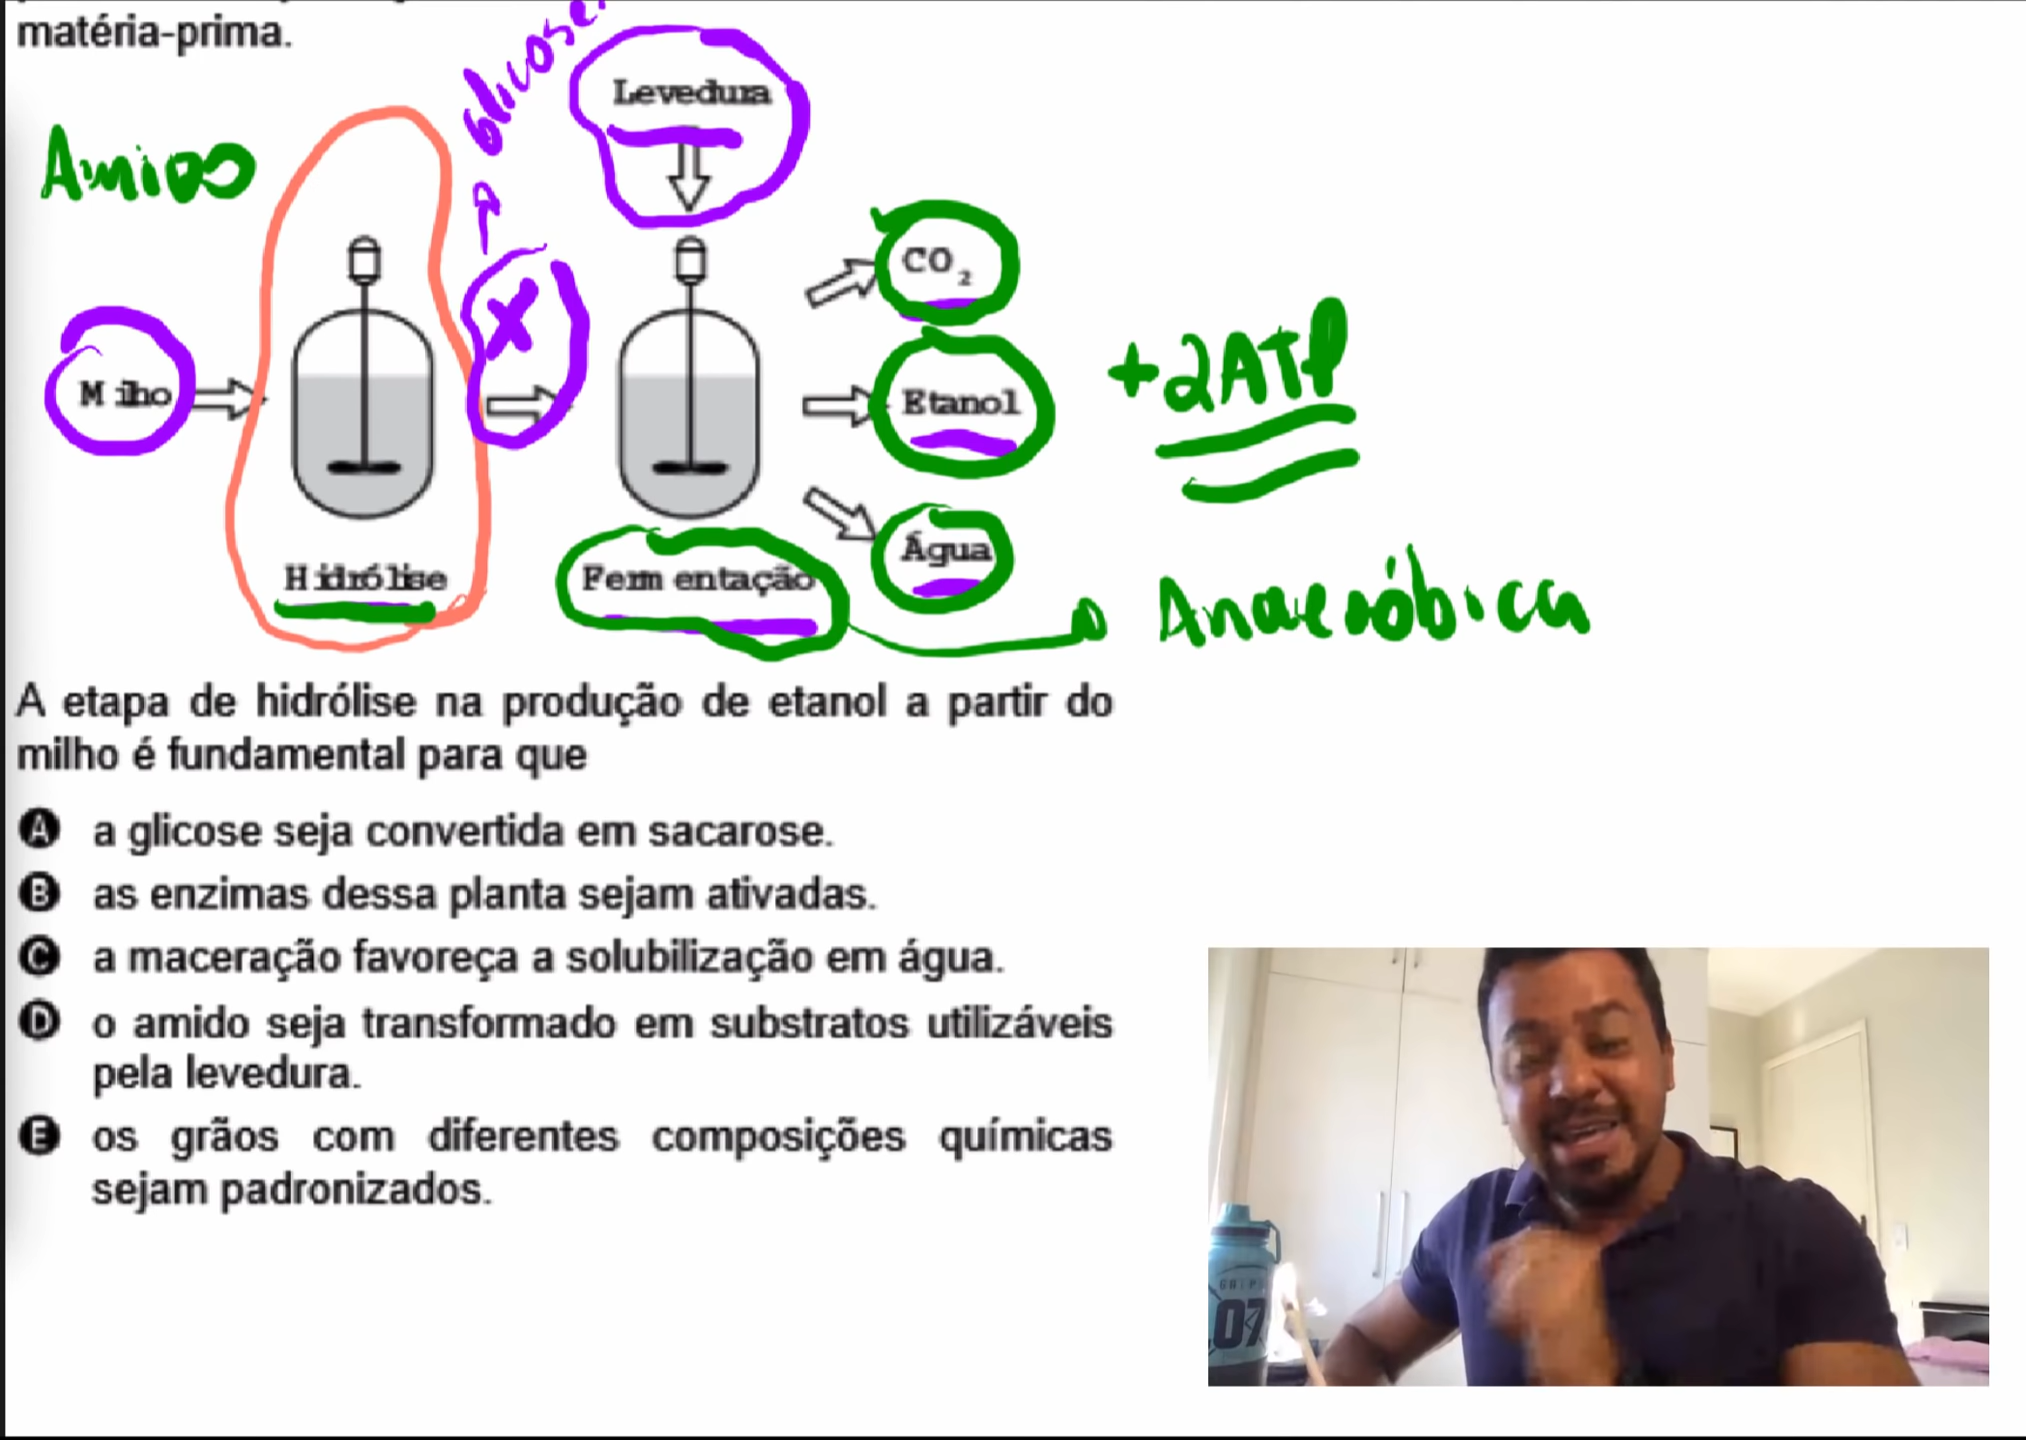 matéria-prima.
glicose.
Levedura
Amido
CO2
X
Milho
Etanol
+2ATP
Água
Hidrólise
Fermentação
Anaeróbica
A etapa de hidrólise na produção de etanol a partir do
milho é fundamental para que
A a glicose seja convertida em sacarose.
B as enzimas dessa planta sejam ativadas.
C a maceração favoreça a solubilização em água.
D o amido seja transformado em substratos utilizáveis
pela levedura.
E os grãos com diferentes composições químicas
sejam padronizados.
07